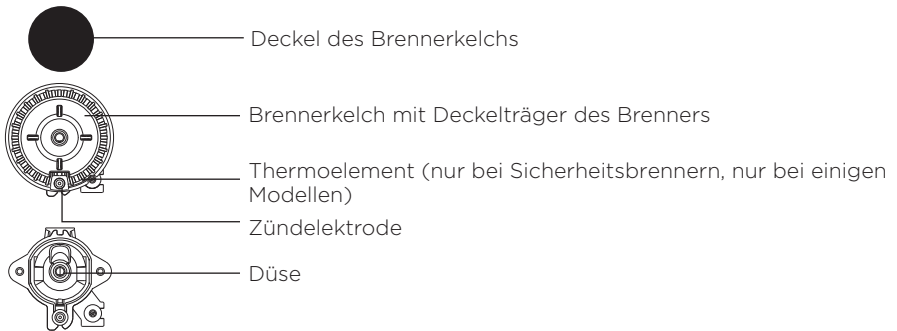 Deckel des Brennerkelchs
Brennerkelch mit Deckelträger des Brenners
Thermoelement (nur bei Sicherheitsbrennern, nur bei einigen
Modellen)
Zündelektrode
Düse